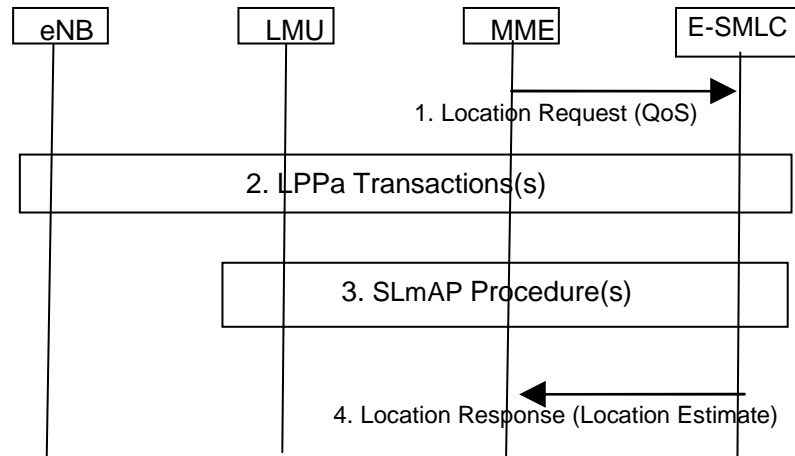 eNB
LMU
MME
E-SMLC
1. Location Request (QoS)
2. LPPa Transactions(s)
3. SLmAP Procedure(s)
4. Location Response (Location Estimate)